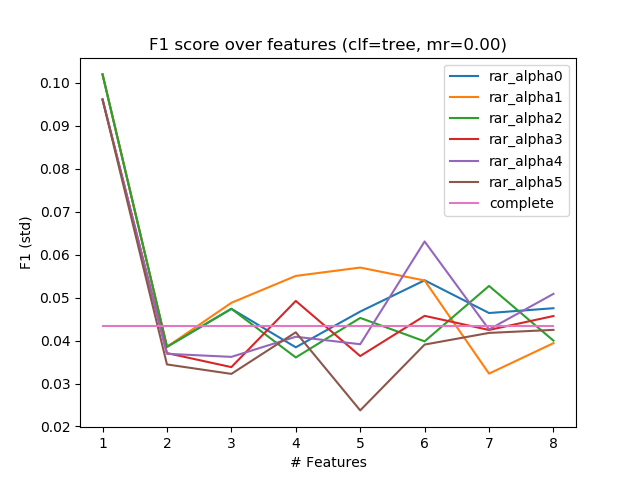 F1 score over features (clf=tree, mr=0.00)
F1 (std)
0.10
0.09
0.08
0.07
0.06
0.05
0.04
0.03
0.02
rar_alpha0
rar_alpha1
rar_alpha2
rar_alpha3
rar_alpha4
rar_alpha5
complete
1 2 3 4 5 6 7 8
# Features